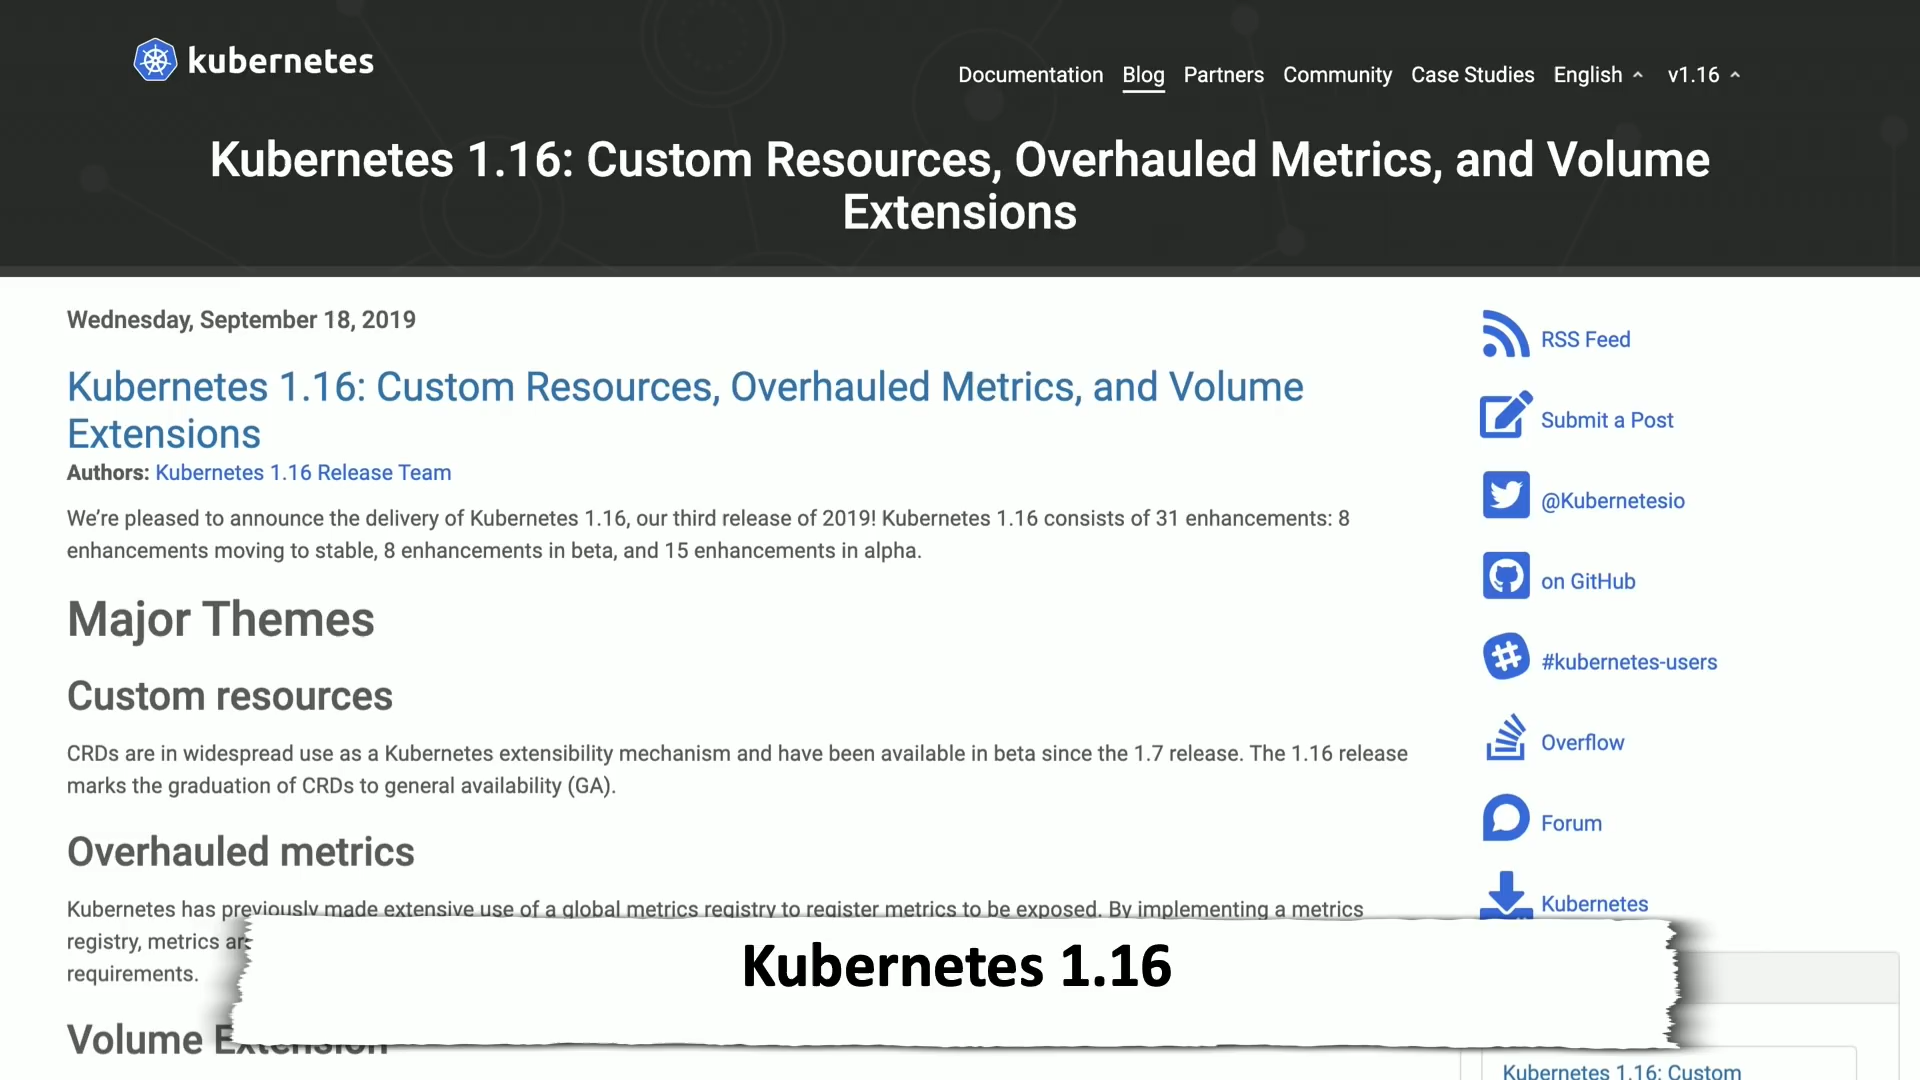 kubernetes
Documentation Blog Partners Community Case Studies English v1.16
Kubernetes 1.16: Custom Resources, Overhauled Metrics, and Volume
Extensions
Wednesday, September 18, 2019
Kubernetes 1.16: Custom Resources, Overhauled Metrics, and Volume
Extensions
Authors: Kubernetes 1.16 Release Team
We’re pleased to announce the delivery of Kubernetes 1.16, our third release of 2019! Kubernetes 1.16 consists of 31 enhancements: 8
enhancements moving to stable, 8 enhancements in beta, and 15 enhancements in alpha.
Major Themes
Custom resources
CRDs are in widespread use as a Kubernetes extensibility mechanism and have been available in beta since the 1.7 release. The 1.16 release
marks the graduation of CRDs to general availability (GA).
Overhauled metrics
Kubernetes has previously made extensive use of a global metrics registry to register metrics to be exposed. By implementing a metrics
registry, metrics
requirements.
Volume Extension
RSS Feed
Submit a Post
@Kubernetesio
on GitHub
#kubernetes-users
Overflow
Forum
Kubernetes
Kubernetes 1.16: Custom
Kubernetes 1.16